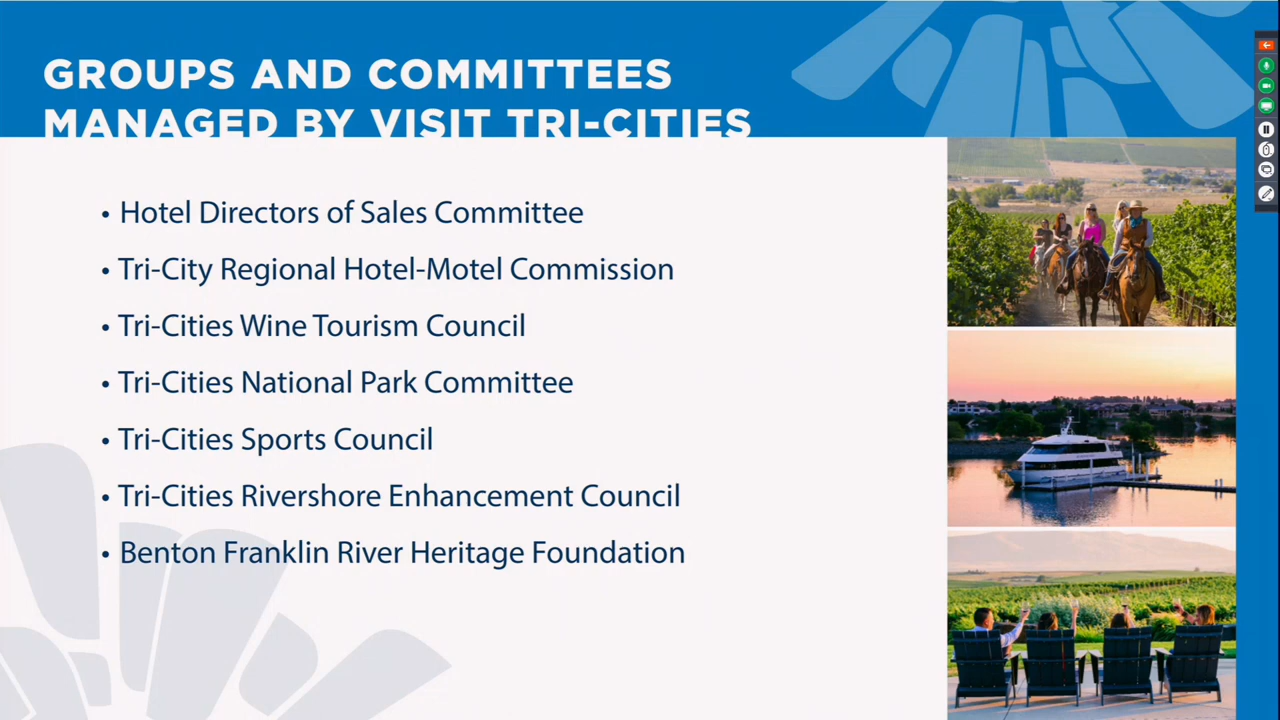 GROUPS AND COMMITTEES
MANAGED BY VISIT TRI-CITIES
• Hotel Directors of Sales Committee
• Tri-City Regional Hotel-Motel Commission
• Tri-Cities Wine Tourism Council
• Tri-Cities National Park Committee
• Tri-Cities Sports Council
• Tri-Cities Rivershore Enhancement Council
• Benton Franklin River Heritage Foundation